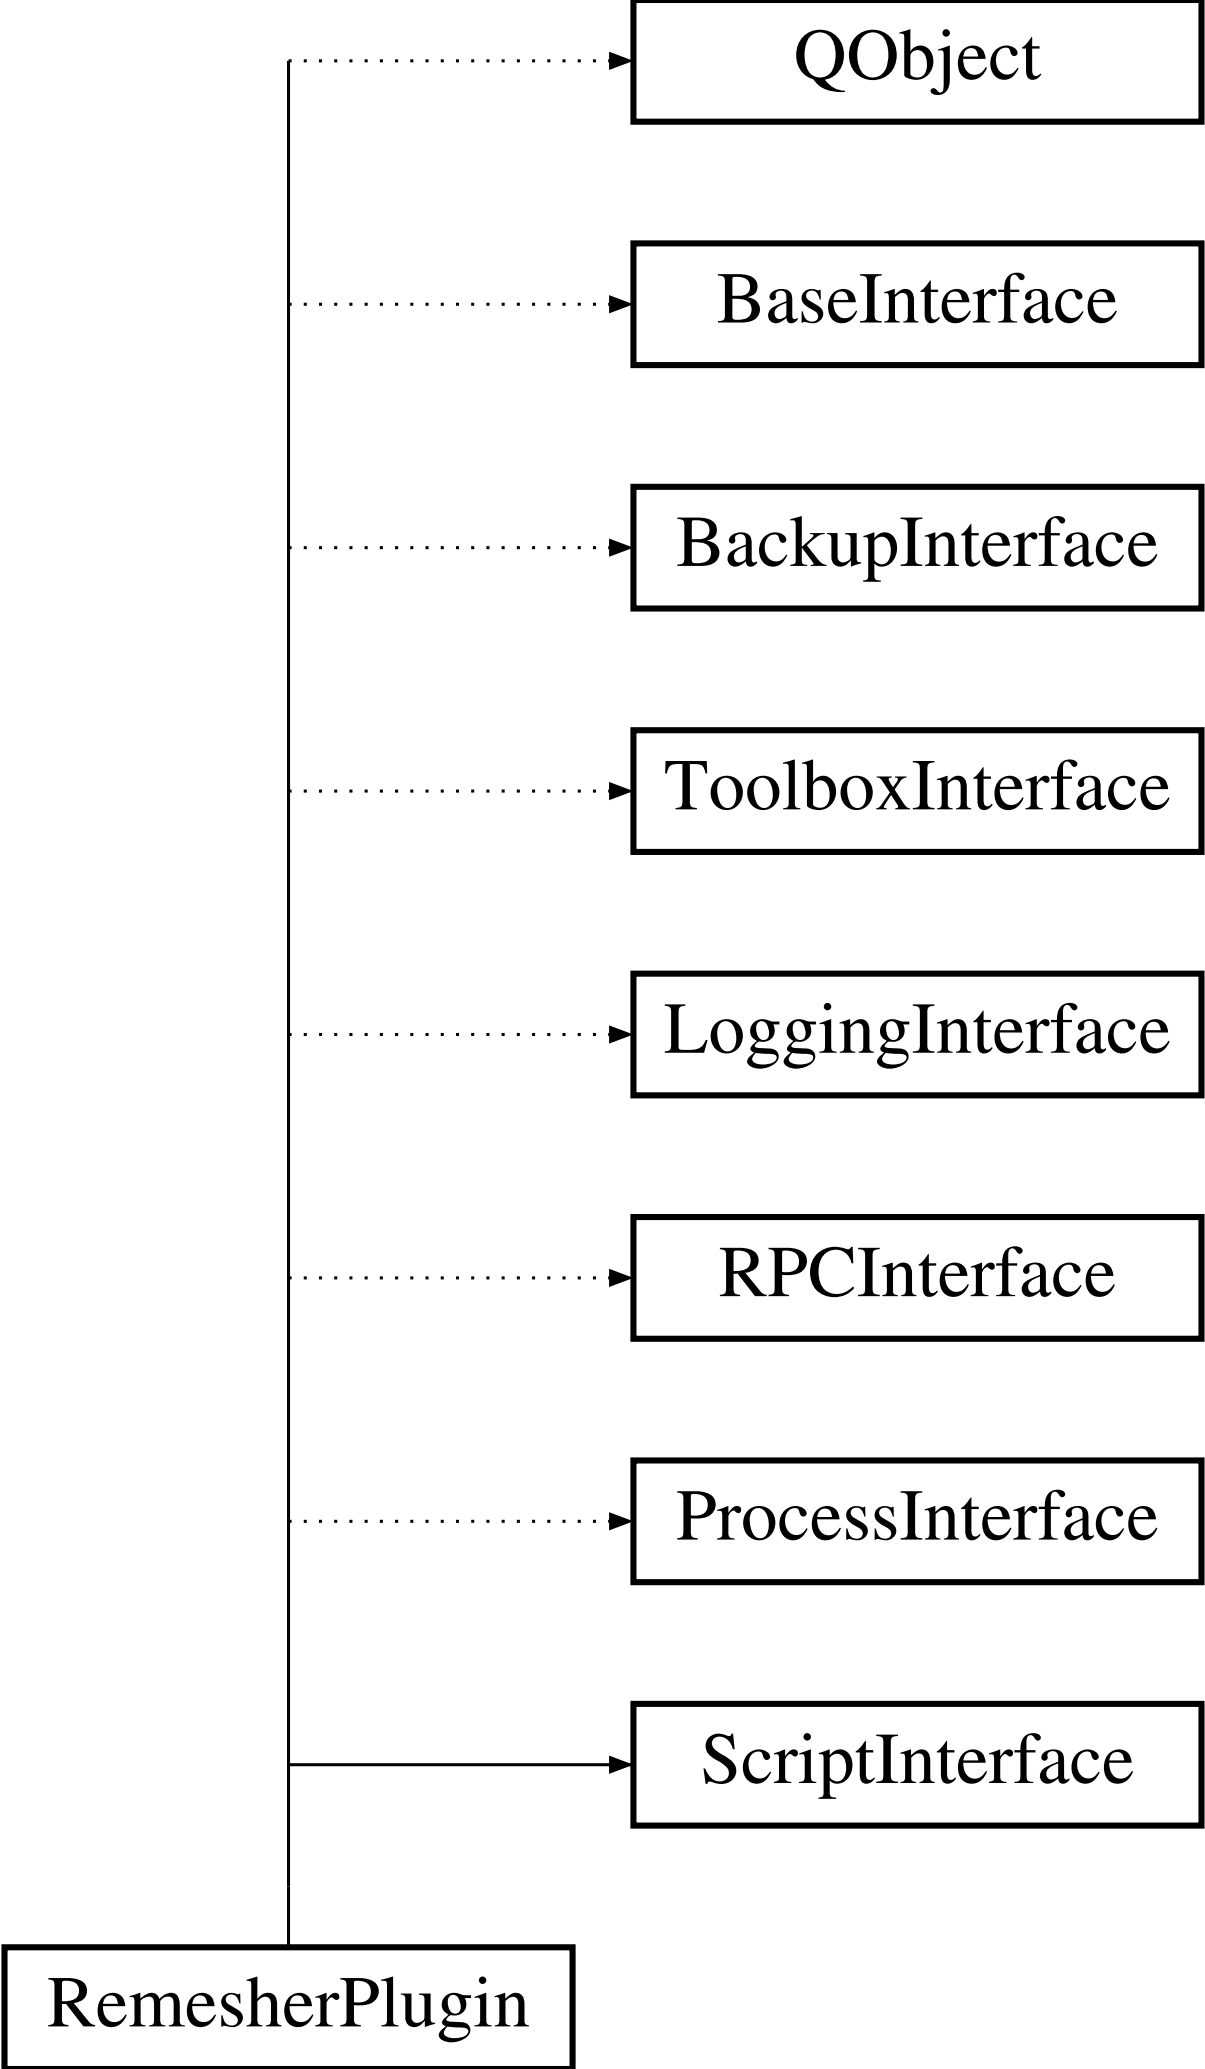 QObject
BaseInterface
BackupInterface
ToolboxInterface
LoggingInterface
RPCInterface
ProcessInterface
ScriptInterface
RemesherPlugin